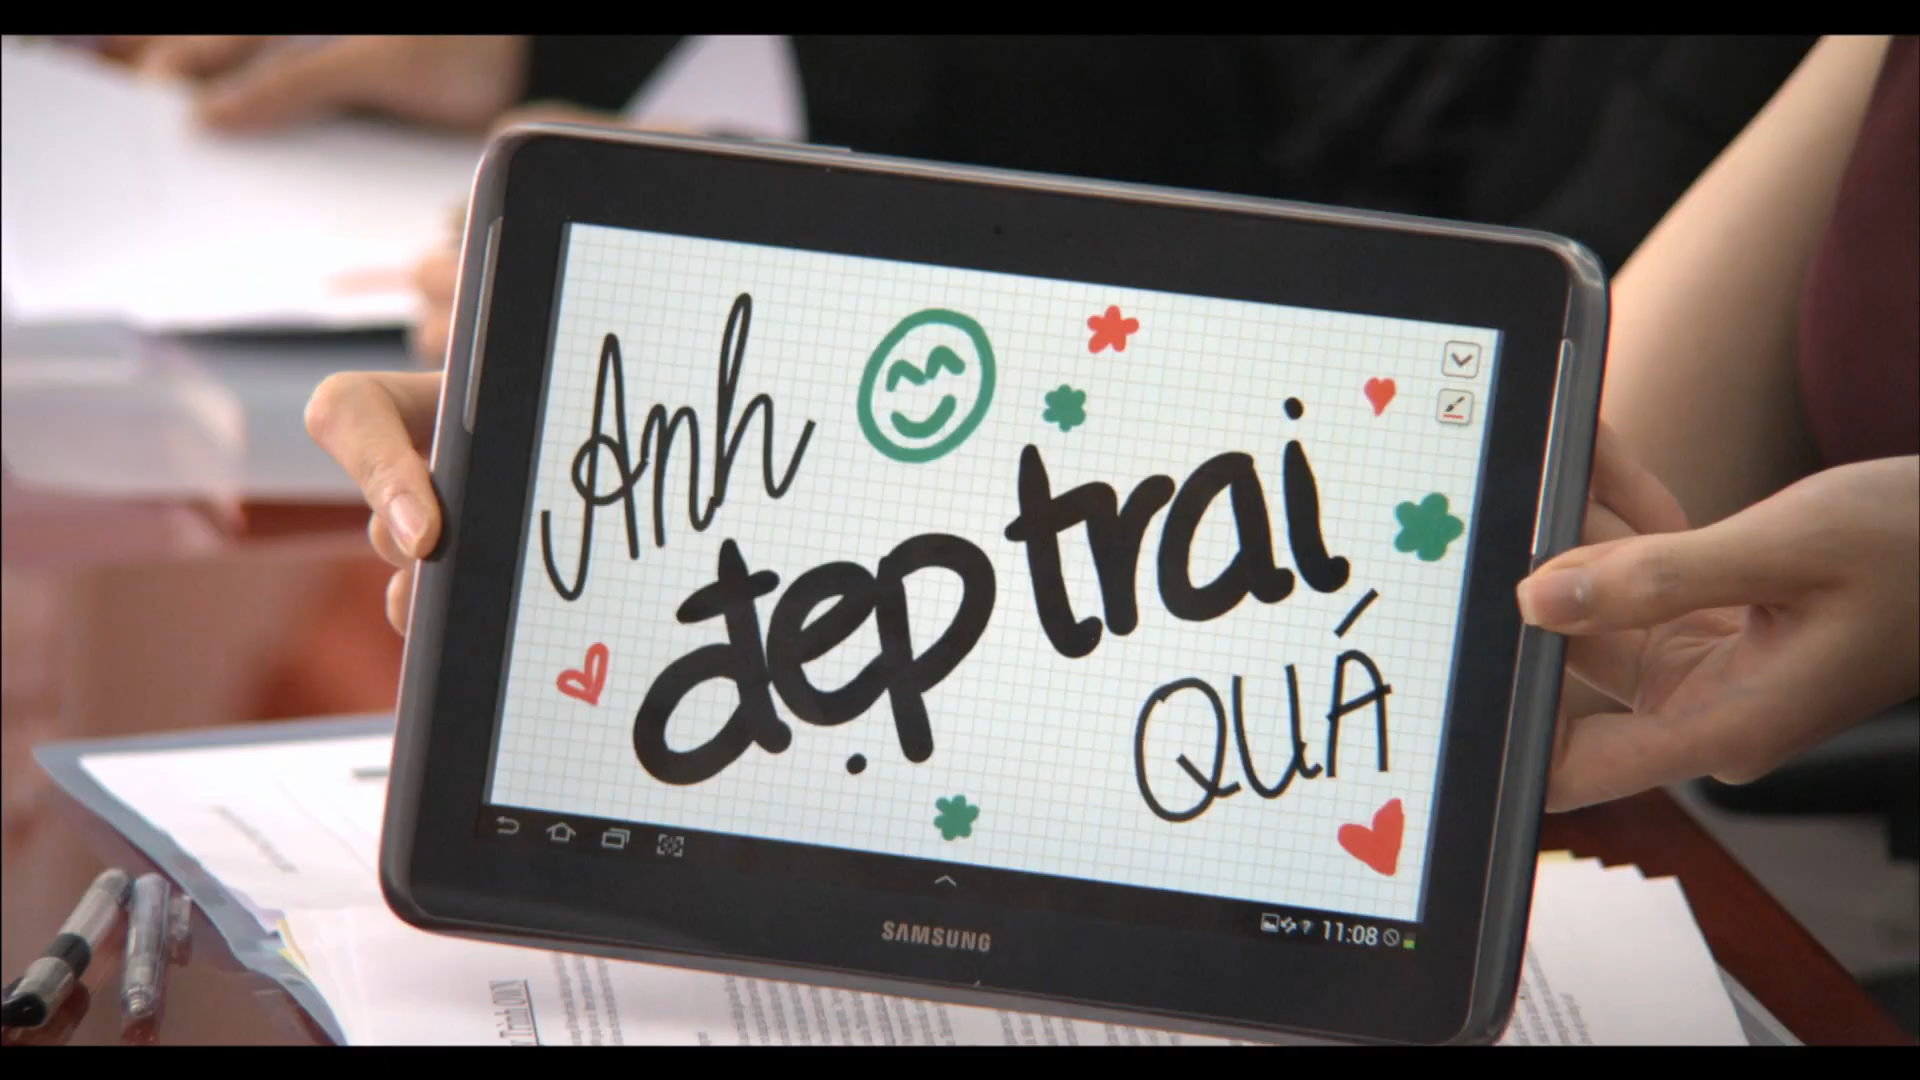 Anh
đẹp trai
QUÁ
SAMSUNG
11:08